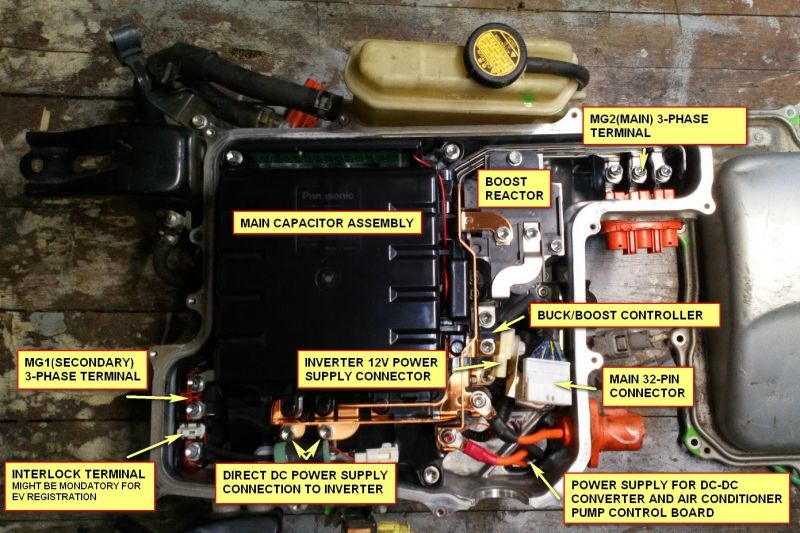 MG2(MAIN) 3-PHASE
TERMINAL
BOOST
REACTOR
Panasonic
MAIN CAPACITOR ASSEMBLY
BUCK/BOOST CONTROLLER
MG1(SECONDARY)
3-PHASE TERMINAL
INVERTER 12V POWER
SUPPLY CONNECTOR
MAIN 32-PIN
CONNECTOR
INTERLOCK TERMINAL
MIGHT BE MONDATORY FOR
EV REGISTRATION
DIRECT DC POWER SUPPLY
CONNECTION TO INVERTER
POWER SUPPLY FOR DC-DC
CONVERTER AND AIR CONDITIONER
PUMP CONTROL BOARD